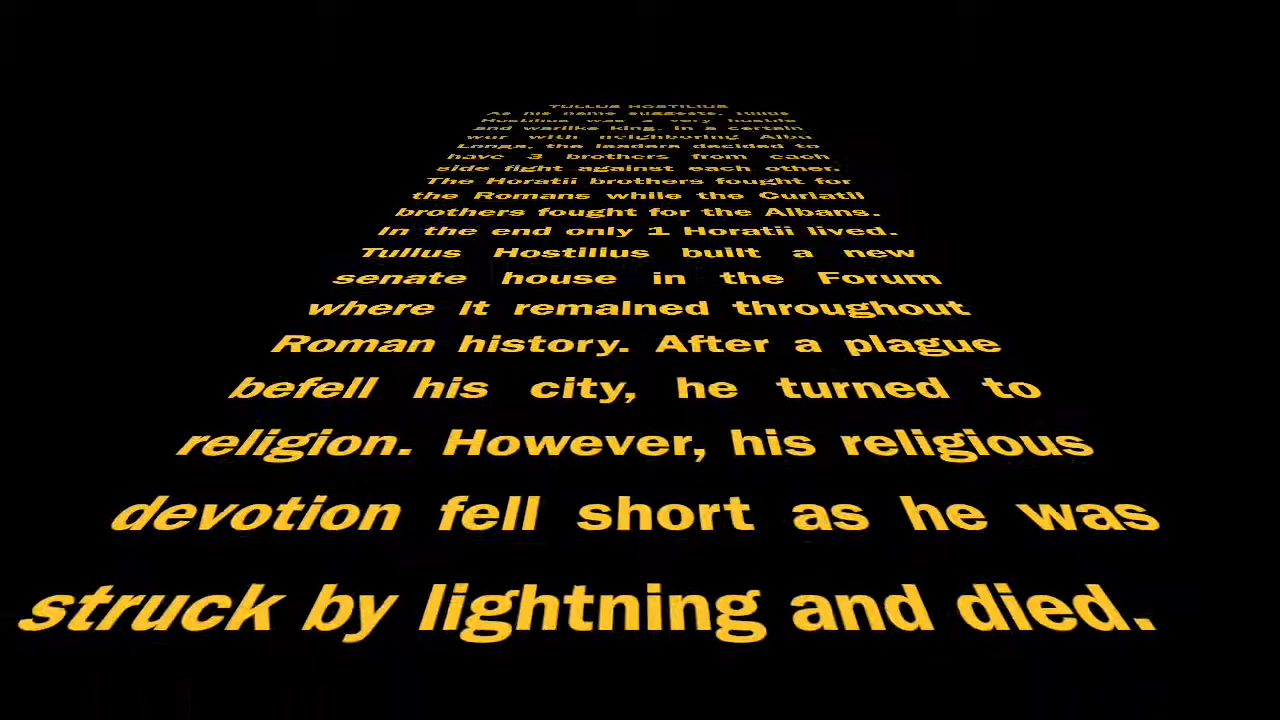 TULLUS HOSTILIUS
As his name suggests, Tullus
Hostilius was a very hostile
and warlike king. In a certain
war with neighboring Alba
Longa, the leaders decided to
have 3 brothers from each
side fight against each other.
The Horatii brothers fought for
the Romans while the Curiatii
brothers fought for the Albans.
In the end only 1 Horatii lived.
Tullus Hostilius built a new
senate house in the Forum
where it remained throughout
Roman history. After a plague
befell his city, he turned to
religion. However, his religious
devotion fell short as he was
struck by lightning and died.